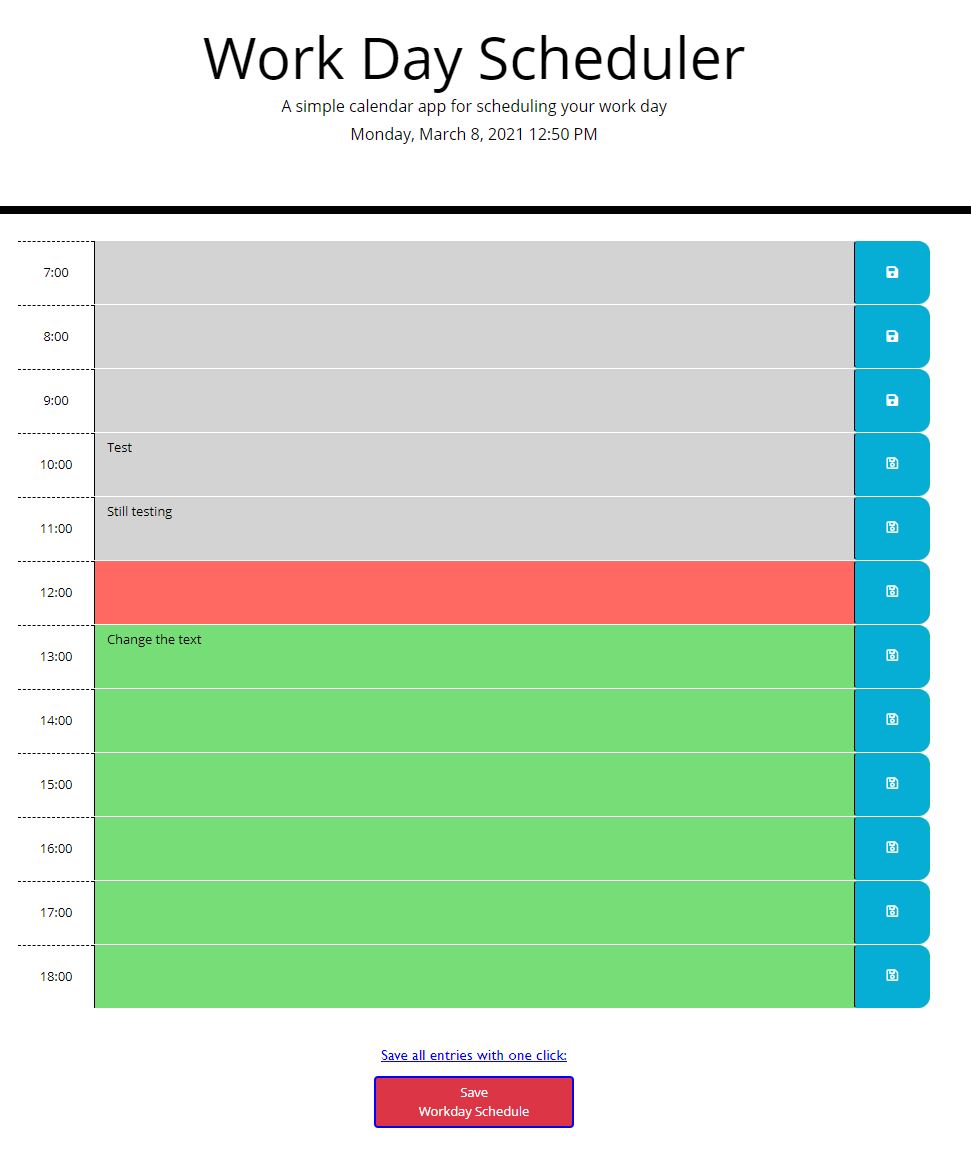 Work Day Scheduler
A simple calendar app for scheduling your work day
Monday, March 8, 2021 12:50 PM
7:00
8:00
9:00
10:00 Test
11:00 Still testing
12:00
13:00 Change the text
14:00
15:00
16:00
17:00
18:00
Save all entries with one click:
Save
Workday Schedule